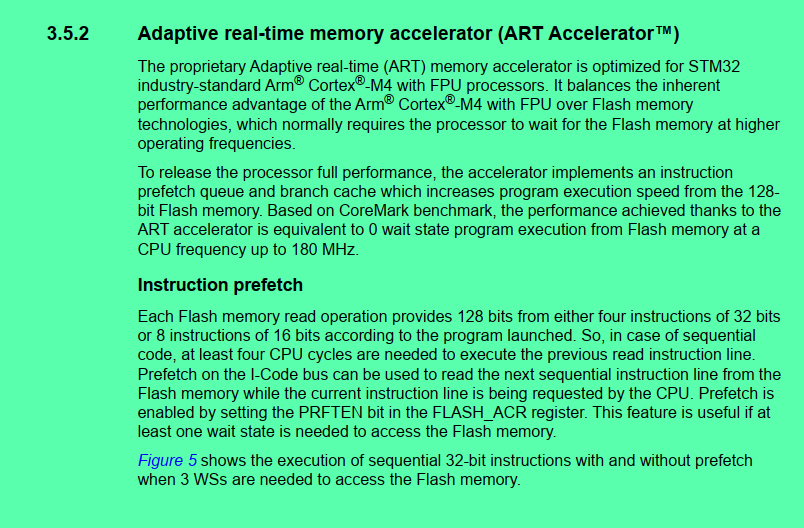 3.5.2 Adaptive real-time memory accelerator (ART Accelerator™)
The proprietary Adaptive real-time (ART) memory accelerator is optimized for STM32
industry-standard Arm® Cortex®-M4 with FPU processors. It balances the inherent
performance advantage of the Arm® Cortex®-M4 with FPU over Flash memory
technologies, which normally requires the processor to wait for the Flash memory at higher
operating frequencies.
To release the processor full performance, the accelerator implements an instruction
prefetch queue and branch cache which increases program execution speed from the 128-
bit Flash memory. Based on CoreMark benchmark, the performance achieved thanks to the
ART accelerator is equivalent to 0 wait state program execution from Flash memory at a
CPU frequency up to 180 MHz.
Instruction prefetch
Each Flash memory read operation provides 128 bits from either four instructions of 32 bits
or 8 instructions of 16 bits according to the program launched. So, in case of sequential
code, at least four CPU cycles are needed to execute the previous read instruction line.
Prefetch on the I-Code bus can be used to read the next sequential instruction line from the
Flash memory while the current instruction line is being requested by the CPU. Prefetch is
enabled by setting the PRFTEN bit in the FLASH_ACR register. This feature is useful if at
least one wait state is needed to access the Flash memory.
Figure 5 shows the execution of sequential 32-bit instructions with and without prefetch
when 3 WSs are needed to access the Flash memory.